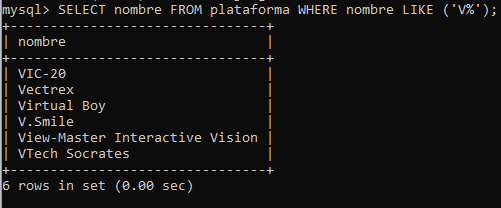 mysql> SELECT nombre FROM plataforma WHERE nombre LIKE ('V%');
+--------------------------------+
| nombre                         |
+--------------------------------+
| VIC-20                         |
| Vectrex                        |
| Virtual Boy                    |
| V.Smile                        |
| View-Master Interactive Vision |
| VTech Socrates                 |
+--------------------------------+
6 rows in set (0.00 sec)